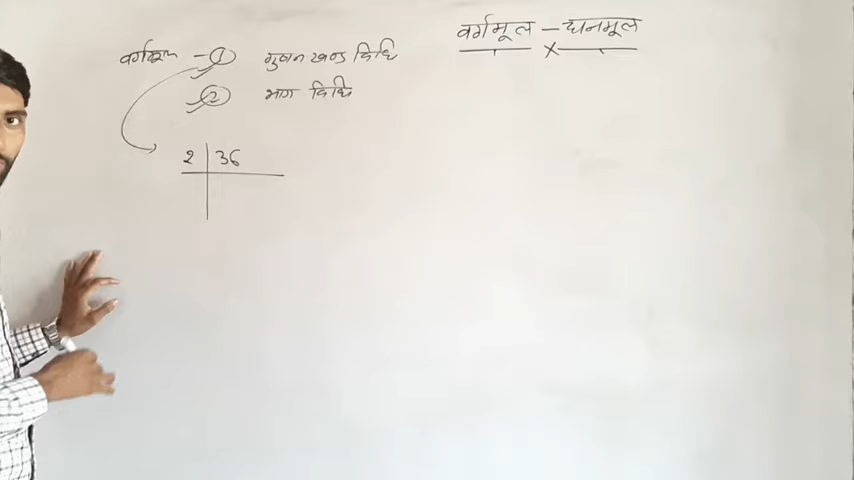 वर्गमूल - घनमूल
वर्गमूल - ① गुणनखण्ड विधि
② भाग विधि
2 36